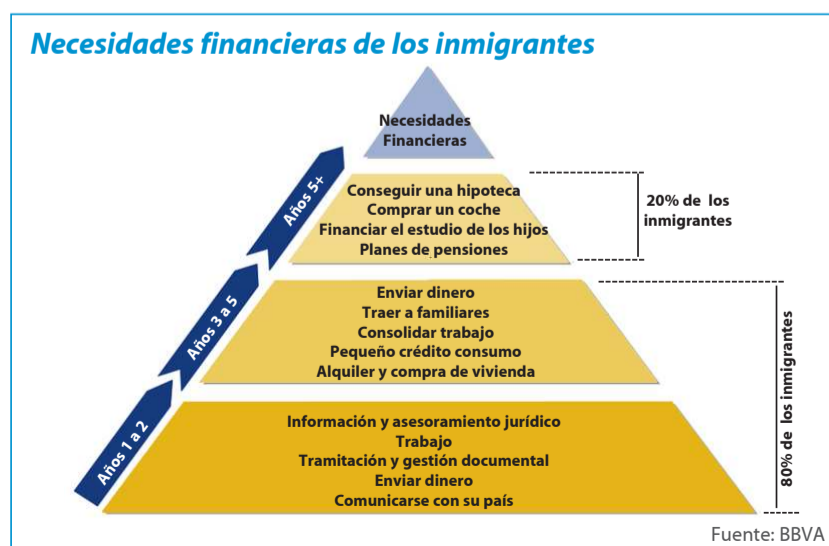 Necesidades financieras de los inmigrantes
Necesidades
Financieras
Años 5+
Conseguir una hipoteca
Comprar un coche
Financiar el estudio de los hijos
Planes de pensiones
20% de los
inmigrantes
Años 3 a 5
Enviar dinero
Traer a familiares
Consolidar trabajo
Pequeño crédito consumo
Alquiler y compra de vivienda
Años 1 a 2
Información y asesoramiento jurídico
Trabajo
Tramitación y gestión documental
Enviar dinero
Comunicarse con su país
80% de los inmigrantes
Fuente: BBVA